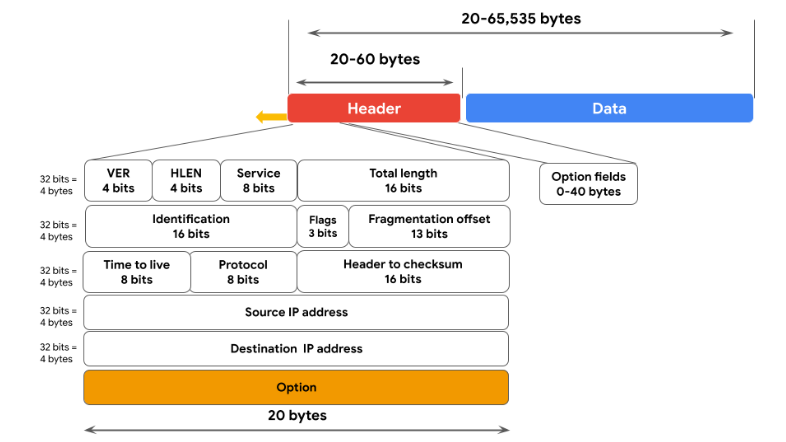 20-65,535 bytes
20-60 bytes
Header
Data
Option fields
0-40 bytes
32 bits =
4 bytes
VER
4 bits
HLEN
4 bits
Service
8 bits
Total length
16 bits
32 bits =
4 bytes
Identification
16 bits
Flags
3 bits
Fragmentation offset
13 bits
32 bits =
4 bytes
Time to live
8 bits
Protocol
8 bits
Header to checksum
16 bits
32 bits =
4 bytes
Source IP address
32 bits =
4 bytes
Destination IP address
Option
20 bytes